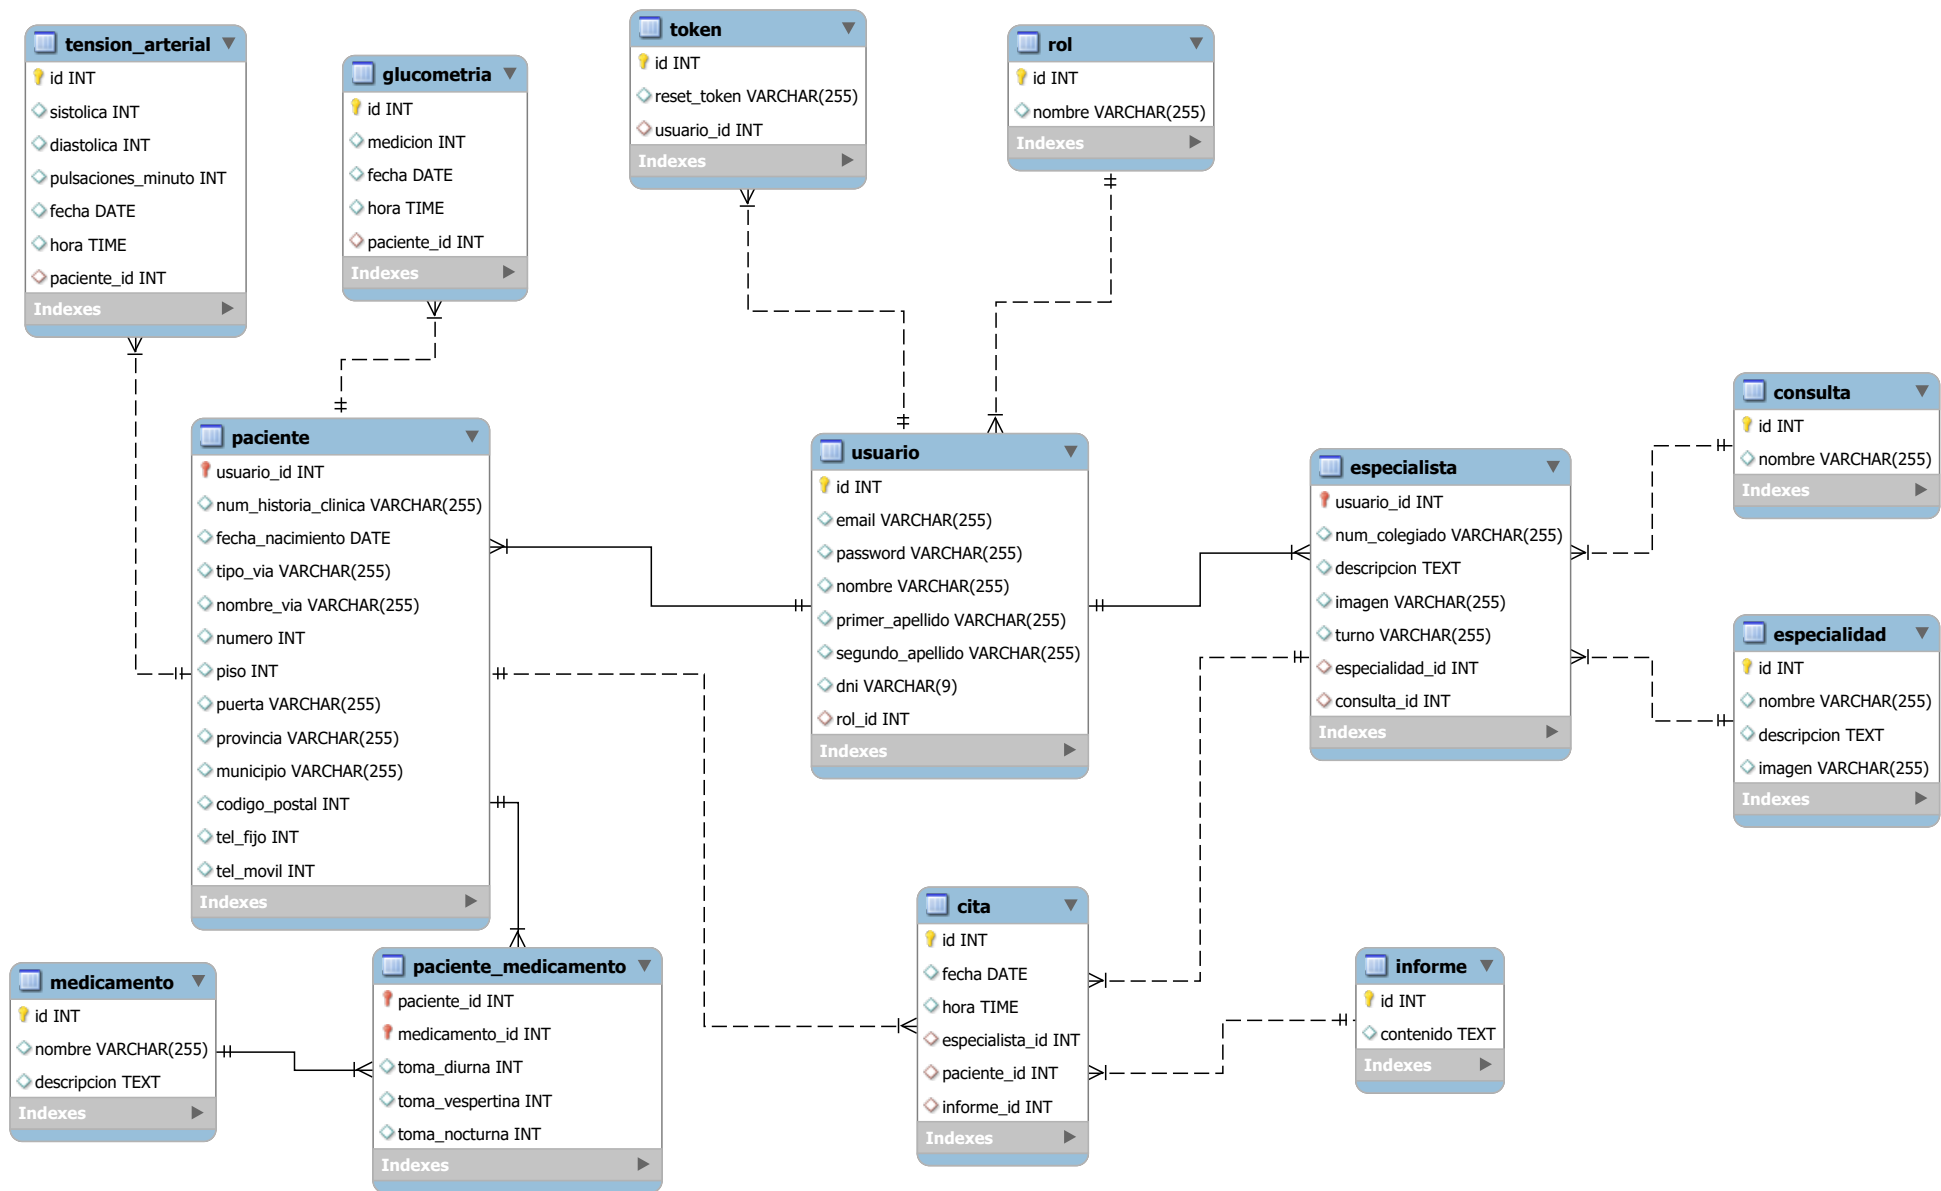 tension_arterial
id INT
sistolica INT
diastolica INT
pulsaciones_minuto INT
fecha DATE
hora TIME
paciente_id INT
Indexes
glucometria
id INT
medicion INT
fecha DATE
hora TIME
paciente_id INT
Indexes
token
id INT
reset_token VARCHAR(255)
usuario_id INT
Indexes
rol
id INT
nombre VARCHAR(255)
Indexes
paciente
usuario_id INT
num_historia_clinica VARCHAR(255)
fecha_nacimiento DATE
tipo_via VARCHAR(255)
nombre_via VARCHAR(255)
numero INT
piso INT
puerta VARCHAR(255)
provincia VARCHAR(255)
municipio VARCHAR(255)
codigo_postal INT
tel_fijo INT
tel_movil INT
Indexes
usuario
id INT
email VARCHAR(255)
password VARCHAR(255)
nombre VARCHAR(255)
primer_apellido VARCHAR(255)
segundo_apellido VARCHAR(255)
dni VARCHAR(9)
rol_id INT
Indexes
especialista
usuario_id INT
num_colegiado VARCHAR(255)
descripcion TEXT
imagen VARCHAR(255)
turno VARCHAR(255)
especialidad_id INT
consulta_id INT
Indexes
consulta
id INT
nombre VARCHAR(255)
Indexes
especialidad
id INT
nombre VARCHAR(255)
descripcion TEXT
imagen VARCHAR(255)
Indexes
medicamento
id INT
nombre VARCHAR(255)
descripcion TEXT
Indexes
paciente_medicamento
paciente_id INT
medicamento_id INT
toma_diurna INT
toma_vespertina INT
toma_nocturna INT
Indexes
cita
id INT
fecha DATE
hora TIME
especialista_id INT
paciente_id INT
informe_id INT
Indexes
informe
id INT
contenido TEXT
Indexes